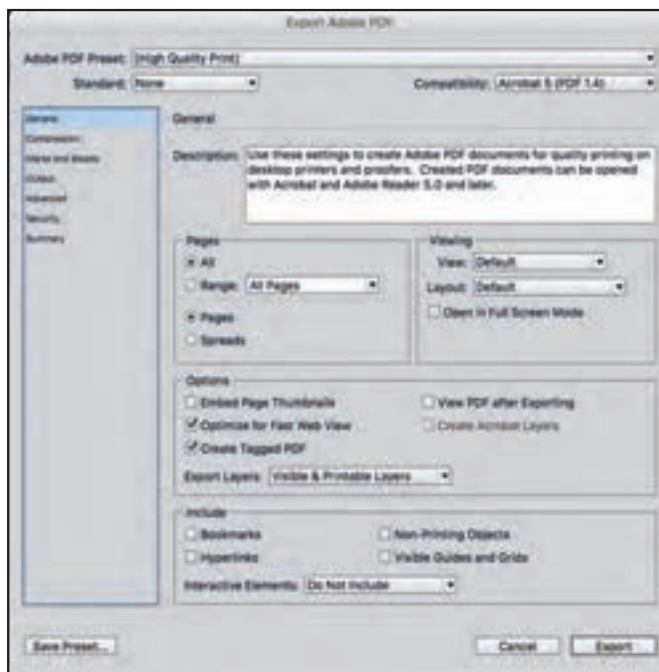 Export Adobe PDF
Adobe PDF Preset: [High Quality Print]
Standard: None
Compatibility: Acrobat 5 (PDF 1.4)
General
Compression
Marks and Bleeds
Output
Advanced
Security
Summary
General
Description: Use these settings to create Adobe PDF documents for quality printing on
desktop printers and proofers. Created PDF documents can be opened
with Acrobat and Adobe Reader 5.0 and later.
Pages
All
Range: All Pages
Pages
Spreads
Viewing
View: Default
Layout: Default
Open in Full Screen Mode
Options
Embed Page Thumbnails
View PDF after Exporting
Optimize for Fast Web View
Create Acrobat Layers
Create Tagged PDF
Export Layers: Visible & Printable Layers
Include
Bookmarks
Non-Printing Objects
Hyperlinks
Visible Guides and Grids
Interactive Elements: Do Not Include
Save Preset...
Cancel
Export